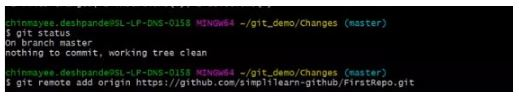 chinmayee.deshpande@SL-LP-DNS-0158 MINGW64 ~/git_demo/Changes (master)
$ git status
On branch master
nothing to commit, working tree clean
chinmayee.deshpande@SL-LP-DNS-0158 MINGW64 ~/git_demo/Changes (master)
$ git remote add origin https://github.com/simplilearn-github/FirstRepo.git